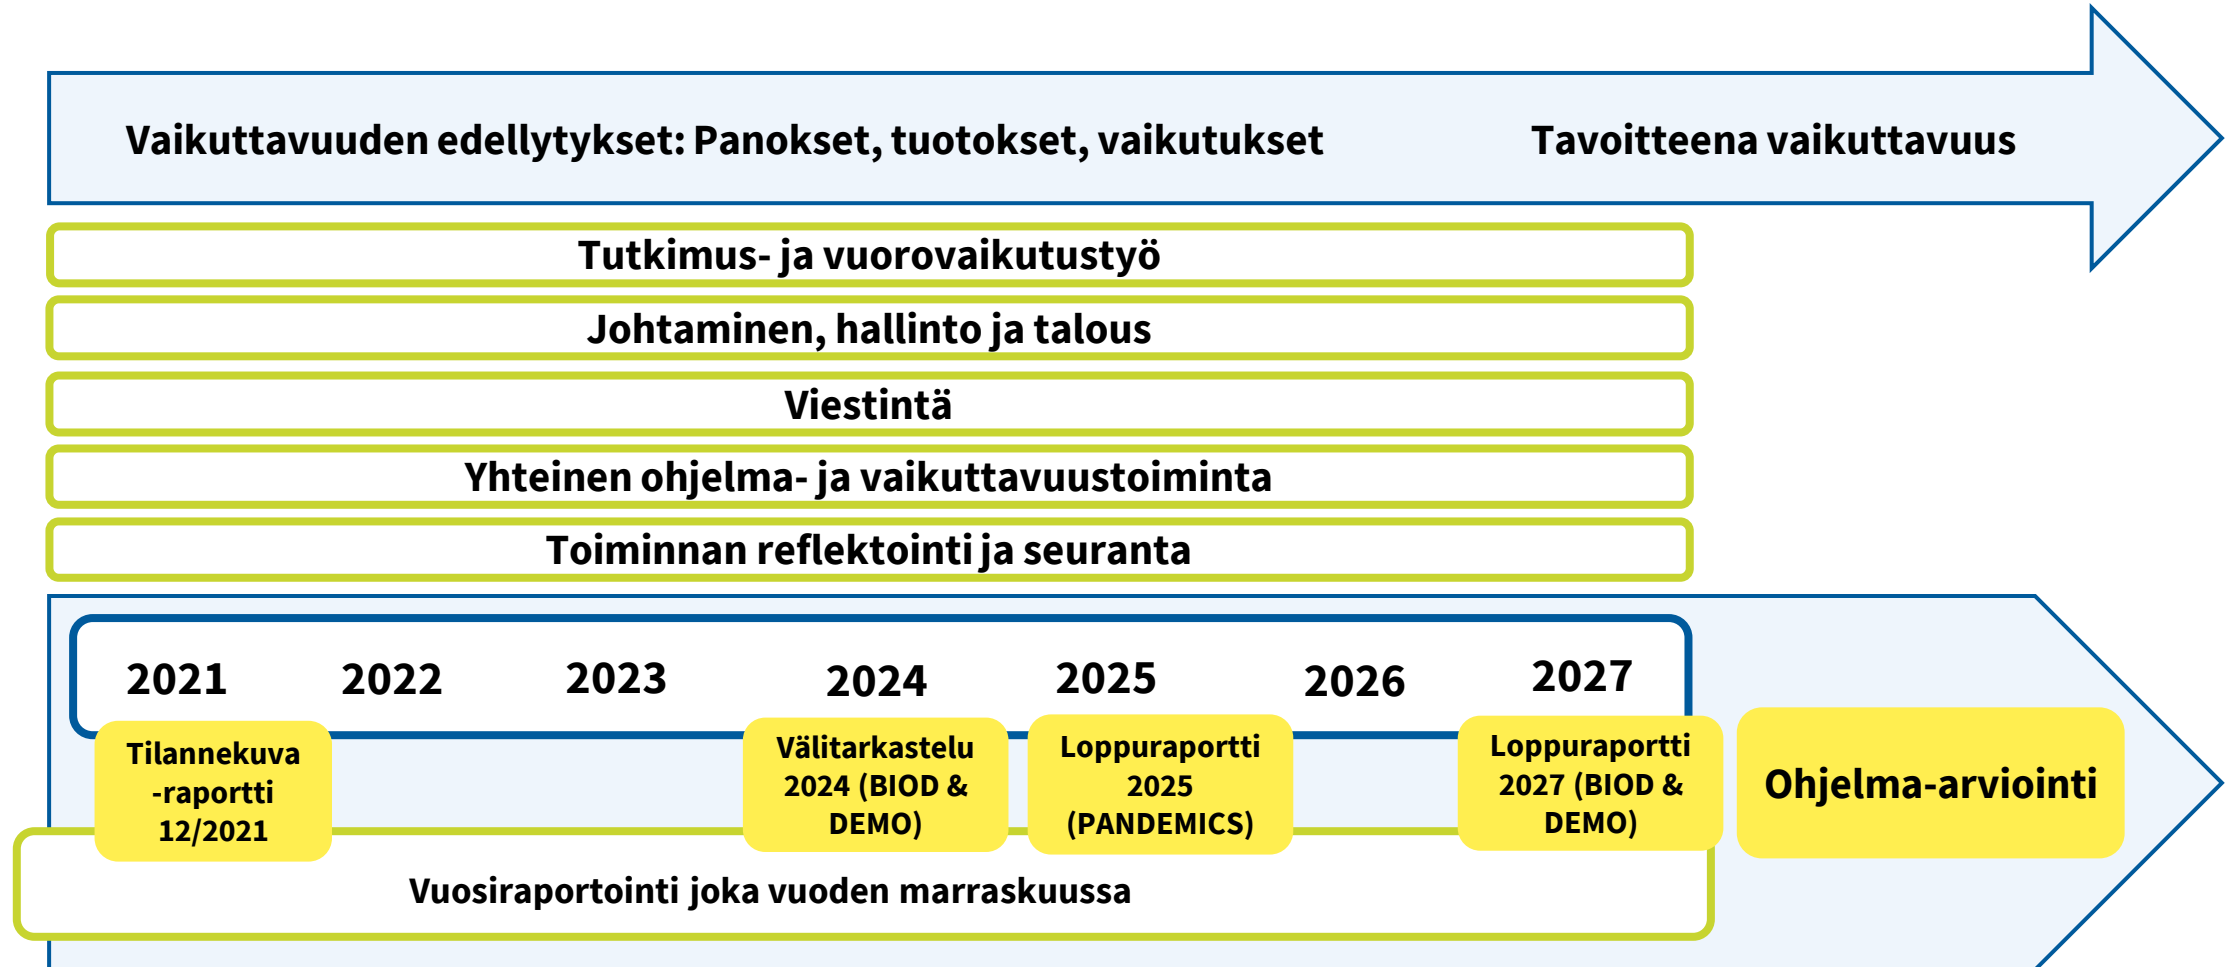 Vaikuttavuuden edellytykset: Panokset, tuotokset, vaikutukset
Tavoitteena vaikuttavuus
Tutkimus- ja vuorovaikutustyö
Johtaminen, hallinto ja talous
Viestintä
Yhteinen ohjelma- ja vaikuttavuustoiminta
Toiminnan reflektointi ja seuranta
2021
2022
2023
2024
2025
2026
2027
Tilannekuva
-raportti
12/2021
Välitarkastelu
2024 (BIOD &
DEMO)
Loppuraportti
2025
(PANDEMICS)
Loppuraportti
2027 (BIOD &
DEMO)
Ohjelma-arviointi
Vuosiraportointi joka vuoden marraskuussa